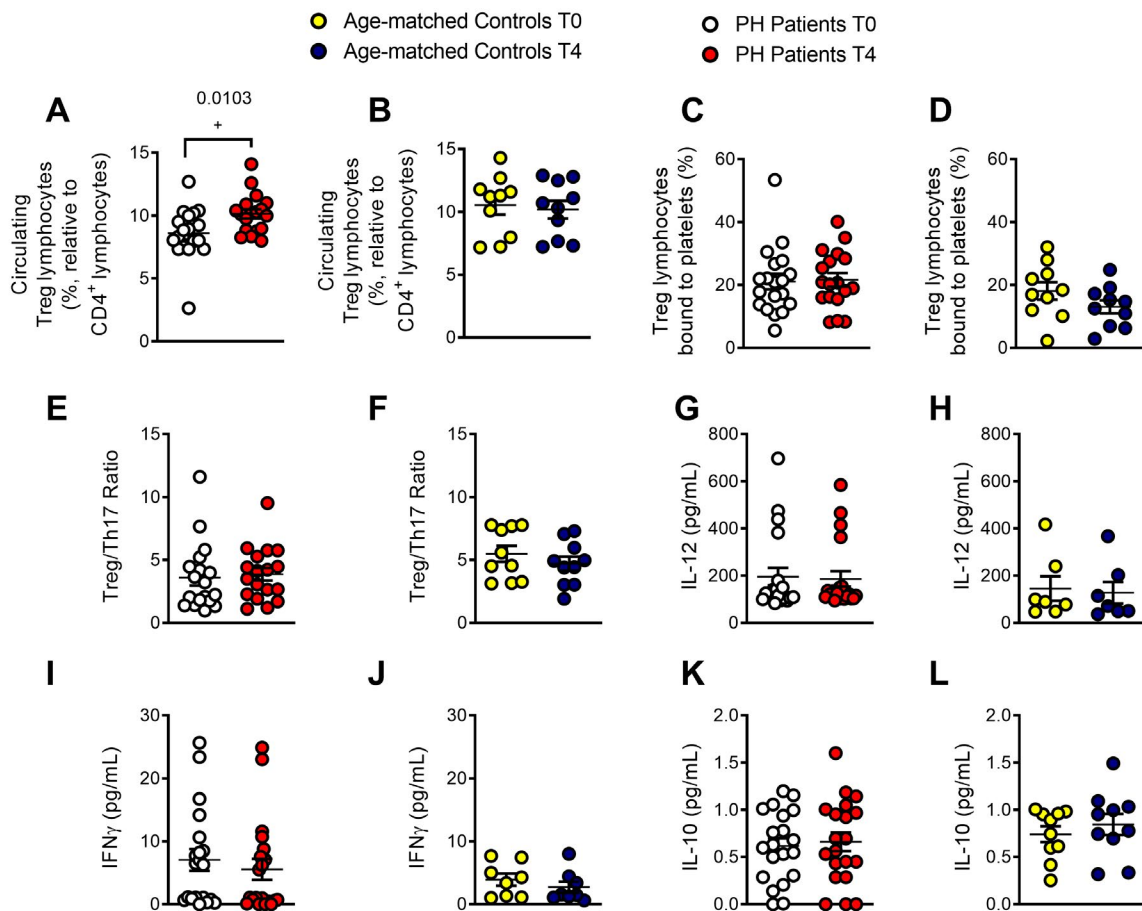 Age-matched Controls T0
Age-matched Controls T4
PH Patients T0
PH Patients T4
A
0.0103
+
Circulating
Treg lymphocytes
(%, relative to
CD4⁺ lymphocytes)
15
10
5
0
B
Circulating
Treg lymphocytes
(%, relative to
CD4⁺ lymphocytes)
15
10
5
0
C
Treg lymphocytes
bound to platelets (%)
60
40
20
0
D
Treg lymphocytes
bound to platelets (%)
60
40
20
0
E
Treg/Th17 Ratio
15
10
5
0
F
Treg/Th17 Ratio
15
10
5
0
G
IL-12 (pg/mL)
800
600
400
200
0
H
IL-12 (pg/mL)
800
600
400
200
0
I
IFNγ (pg/mL)
30
20
10
0
J
IFNγ (pg/mL)
30
20
10
0
K
IL-10 (pg/mL)
2.0
1.5
1.0
0.5
0.0
L
IL-10 (pg/mL)
2.0
1.5
1.0
0.5
0.0